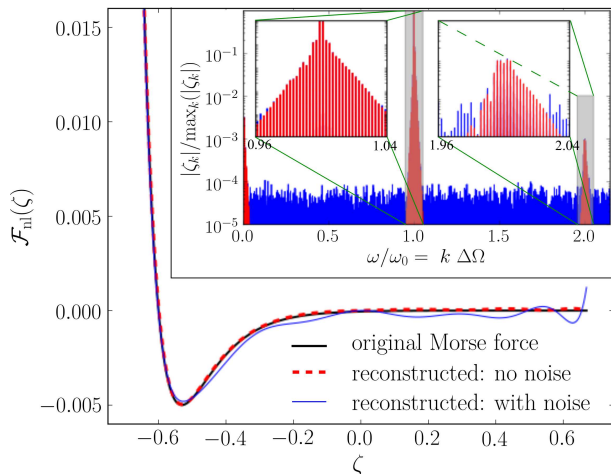 0.015
0.010
0.005
0.000
−0.005
−0.6 −0.4 −0.2 0.0 0.2 0.4 0.6
ζ
𝓕nl(ζ)
original Morse force
reconstructed: no noise
reconstructed: with noise
|ζk|/maxk(|ζk|)
10−1
10−2
10−3
10−4
10−5
0.0 0.5 1.0 1.5 2.0
ω/ω0 = k ΔΩ
0.96 1.04
1.96 2.04